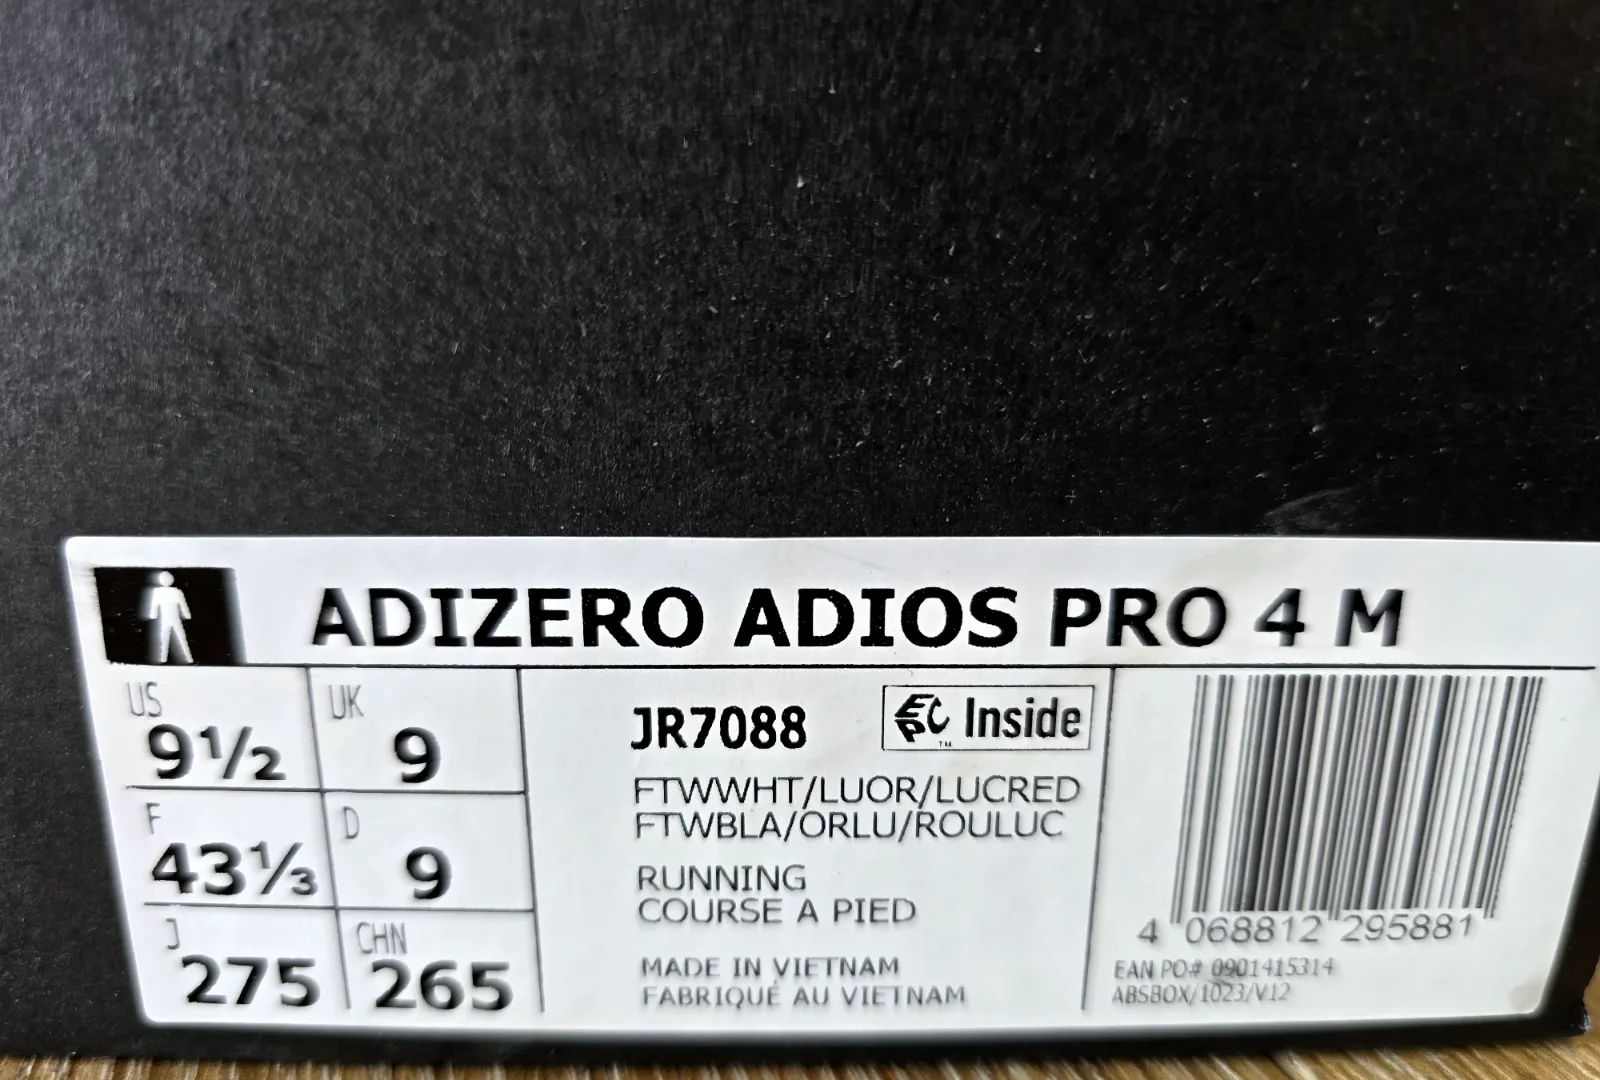 ADIZERO ADIOS PRO 4 M
US
9½
UK
9
F
43⅓
D
9
J
275
CHN
265
JR7088
EPC™ Inside
FTWWHT/LUOR/LUCRED
FTWBLA/ORLU/ROULUC
RUNNING
COURSE A PIED
MADE IN VIETNAM
FABRIQUÉ AU VIETNAM
4 068812 295881
EAN PO# 0901415314
ABSBOX/1023/V12